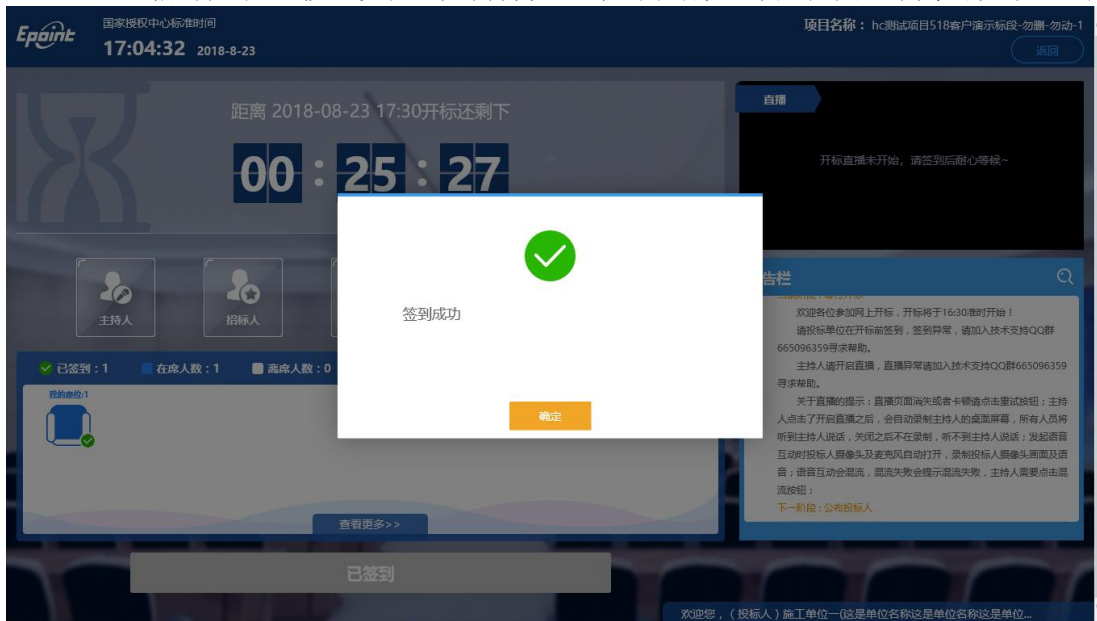 Epoint
国家授权中心标准时间
17:04:32 2018-8-23
项目名称：hc测试项目518客户演示标段-勿删-勿动-1
返回
距离 2018-08-23 17:30开标还剩下
00 : 25 : 27
直播
开标直播未开始，请签到后耐心等候~
主持人
招标人
签到成功
确定
告栏
欢迎各位参加网上开标，开标将于16:30准时开始！
请投标单位在开标前签到，签到异常，请加入技术支持QQ群
665096359寻求帮助。
主持人请开启直播，直播异常请加入技术支持QQ群665096359
寻求帮助。
关于直播的提示：直播页面消失或者卡顿请点击重试按钮；主持
人点击了开启直播之后，会自动录制主持人的桌面屏幕，所有人员将
听到主持人说话，关闭之后不在录制，听不到主持人说话；发起语音
互动时投标人摄像头及麦克风自动打开，录制投标人摄像头画面及语
音；语音互动会混流，混流失败会提示混流失败，主持人需要点击混
流按钮；
下一阶段：公布投标人
已签到：1 在席人数：1 离席人数：0
我的座位:1
查看更多>>
已签到
欢迎您，（投标人）施工单位一(这是单位名称这是单位名称这是单位...